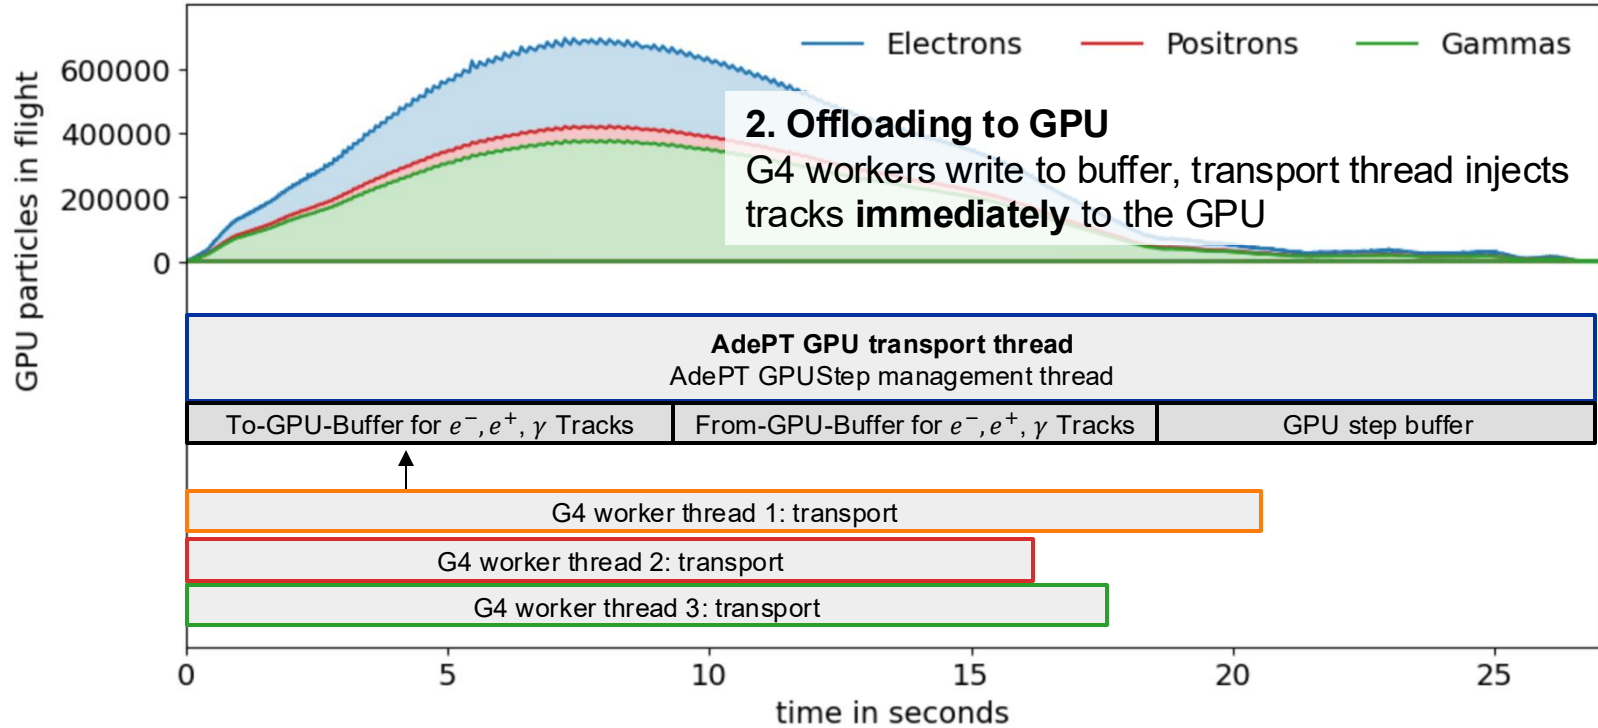 Electrons
Positrons
Gammas
GPU particles in flight
600000
400000
200000
0
2. Offloading to GPU
G4 workers write to buffer, transport thread injects
tracks immediately to the GPU
AdePT GPU transport thread
AdePT GPUStep management thread
To-GPU-Buffer for e⁻, e⁺, γ Tracks
From-GPU-Buffer for e⁻, e⁺, γ Tracks
GPU step buffer
G4 worker thread 1: transport
G4 worker thread 2: transport
G4 worker thread 3: transport
0 5 10 15 20 25
time in seconds